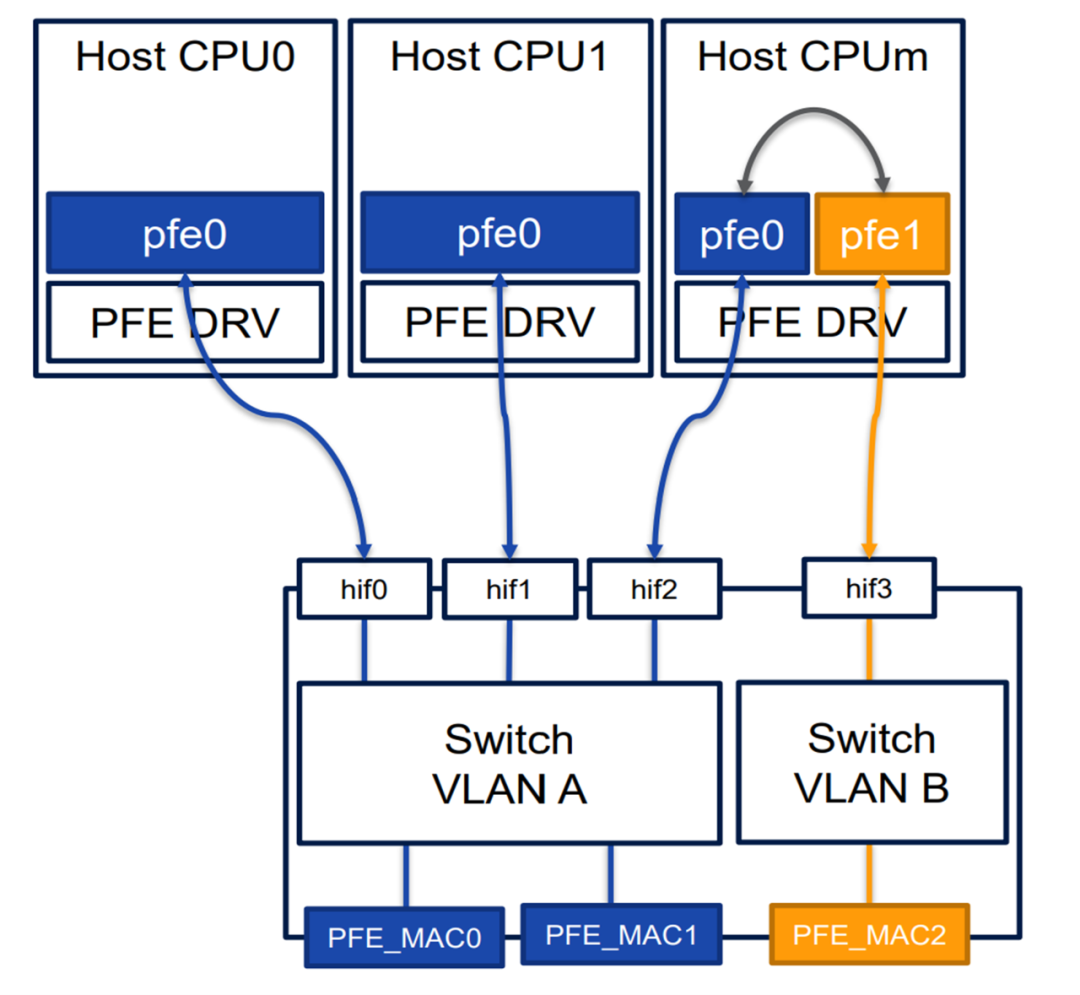 Host CPU0
Host CPU1
Host CPUm
pfe0
pfe0
pfe0
pfe1
PFE DRV
PFE DRV
PFE DRV
hif0
hif1
hif2
hif3
Switch
VLAN A
Switch
VLAN B
PFE_MAC0
PFE_MAC1
PFE_MAC2